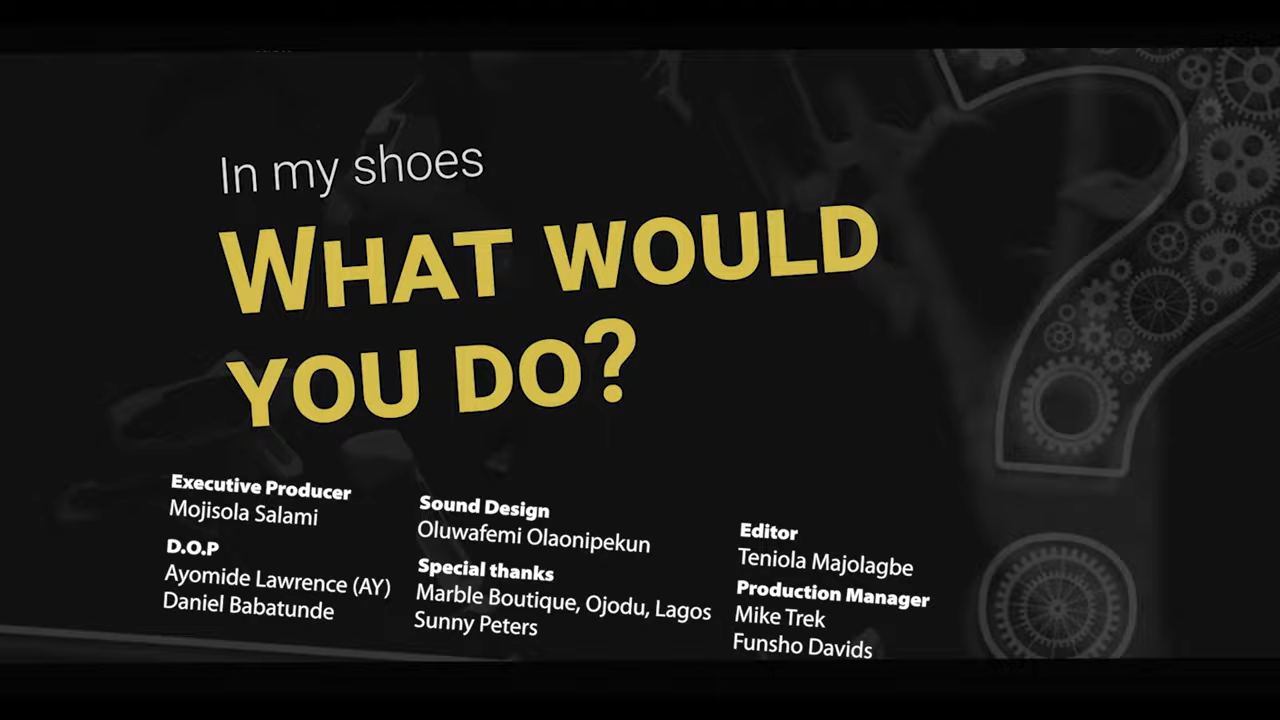 In my shoes
WHAT WOULD
YOU DO?
Executive Producer
Mojisola Salami
D.O.P
Ayomide Lawrence (AY)
Daniel Babatunde
Sound Design
Oluwafemi Olaonipekun
Special thanks
Marble Boutique, Ojodu, Lagos
Sunny Peters
Editor
Teniola Majolagbe
Production Manager
Mike Trek
Funsho Davids